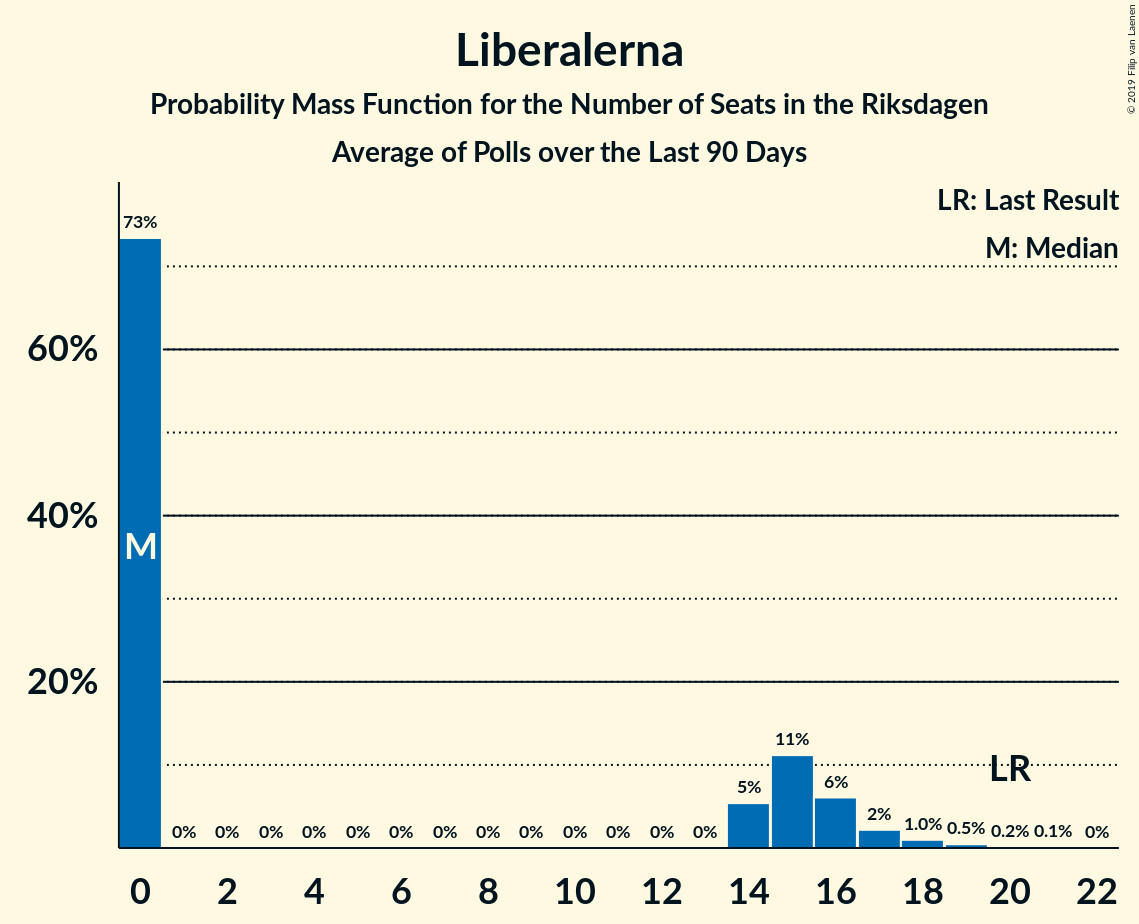 Liberalerna
Probability Mass Function for the Number of Seats in the Riksdagen
Average of Polls over the Last 90 Days
© 2019 Filip van Laenen
LR: Last Result
M: Median
73%
60%
40%
M
20%
11%
LR
5% 6%
0% 0% 0% 0% 0% 0% 0% 0% 0% 0% 0% 0% 0% 2% 1.0% 0.5% 0.2% 0.1% 0%
0 2 4 6 8 10 12 14 16 18 20 22